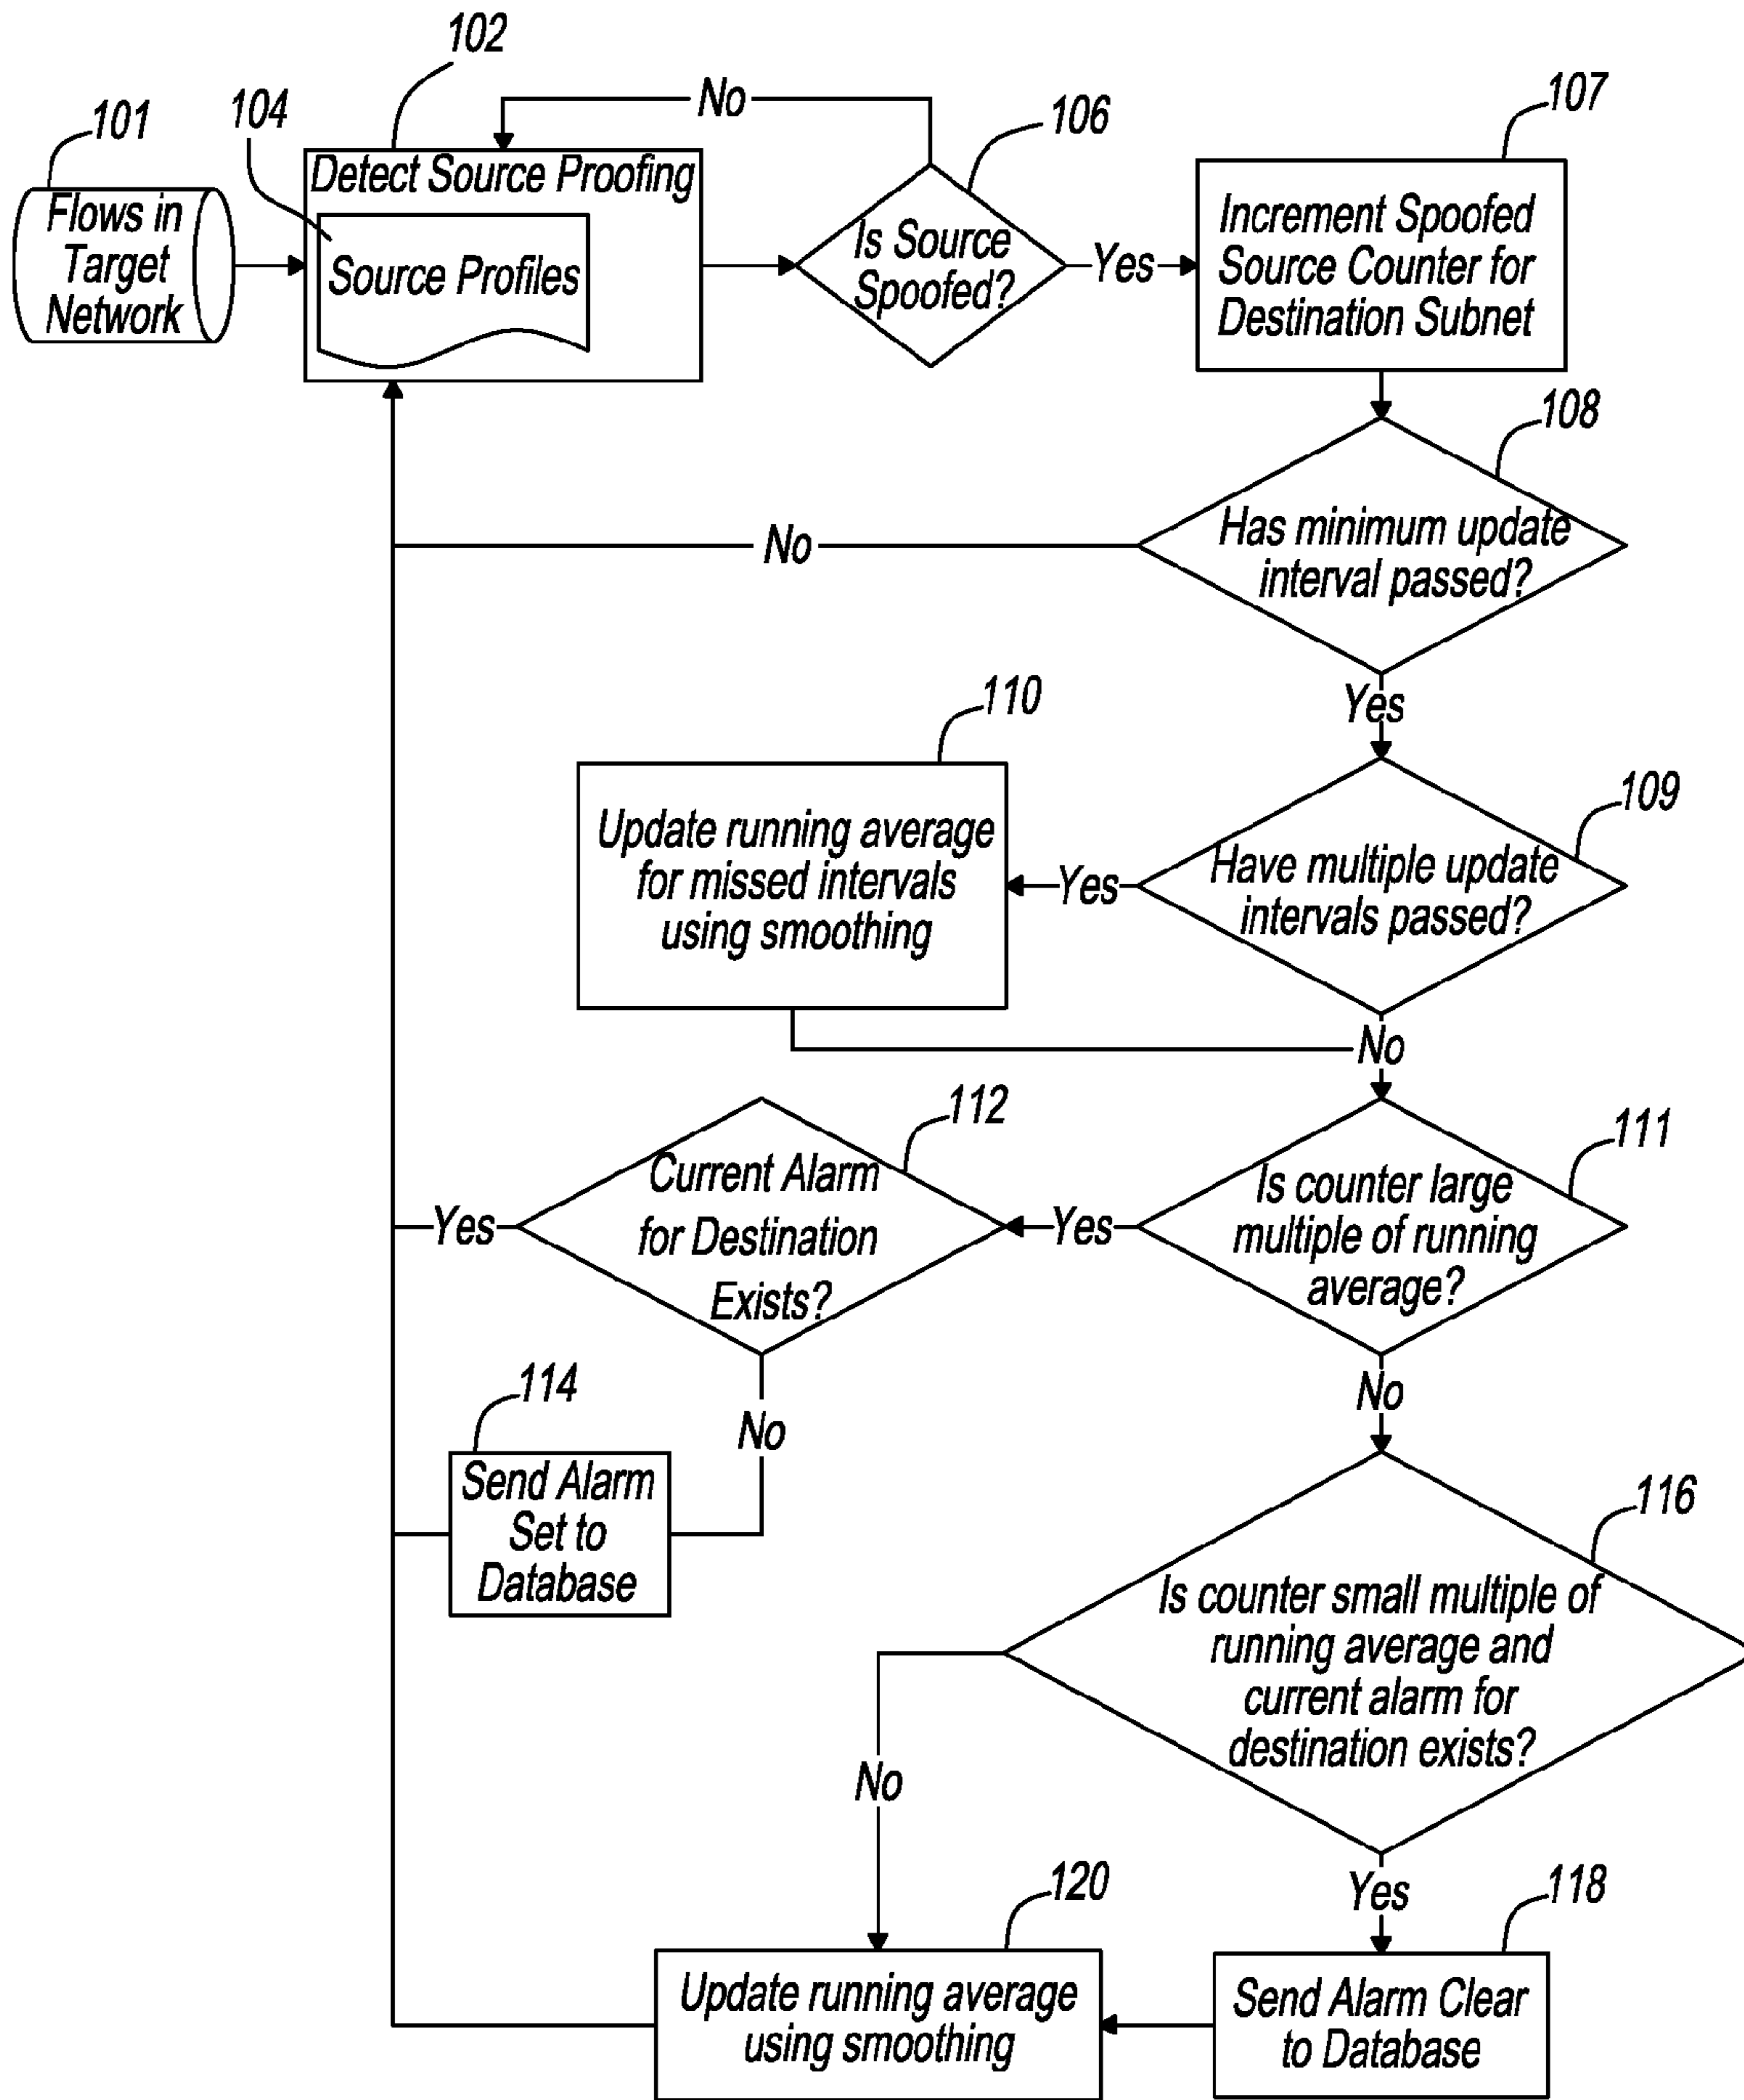 102
No
107
101
104
106
Detect Source Proofing
Flows in
Target
Network
Source Profiles
Is Source
Spoofed?
Yes
Increment Spoofed
Source Counter for
Destination Subnet
108
Has minimum update
interval passed?
No
Yes
110
109
Update running average
for missed intervals
using smoothing
Yes
Have multiple update
intervals passed?
No
112
111
Current Alarm
for Destination
Exists?
Yes
Yes
Is counter large
multiple of running
average?
No
114
No
Send Alarm
Set to
Database
116
Is counter small multiple of
running average and
current alarm for
destination exists?
No
Yes
120
118
Update running average
using smoothing
Send Alarm Clear
to Database